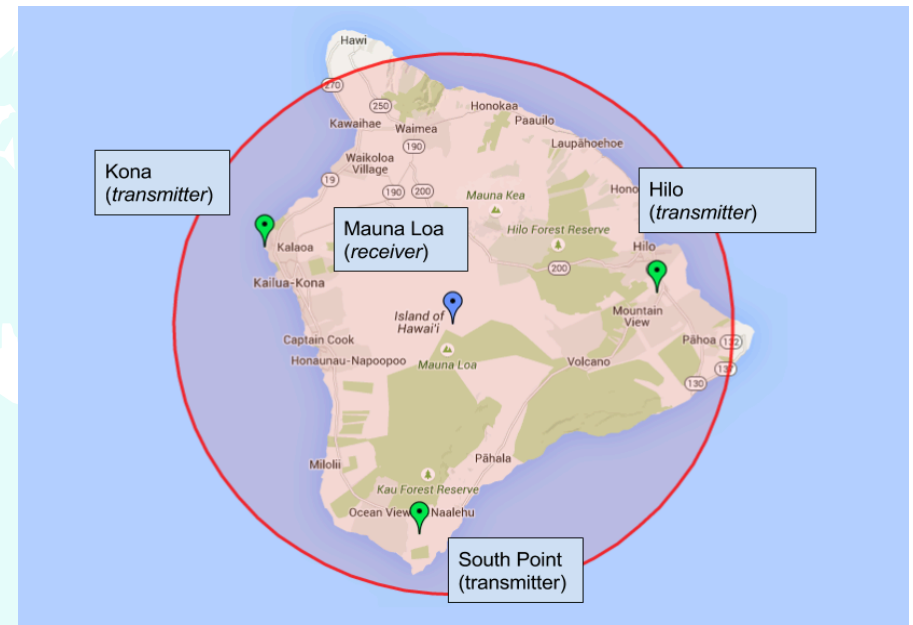 Hawi
270
250
Honokaa
Kawaihae
Waimea
Paauilo
190
Laupāhoehoe
Kona
(transmitter)
Waikoloa
Village
19
190
200
Mauna Kea
Hono
Hilo
(transmitter)
Mauna Loa
(receiver)
Hilo Forest Reserve
Kalaoa
Hilo
200
Kailua-Kona
Island of
Hawai'i
Mountain
View
Captain Cook
Pāhoa
132
Honaunau-Napoopoo
Mauna Loa
Volcano
137
130
Milolii
Pāhala
Kau Forest Reserve
Ocean View
Naalehu
South Point
(transmitter)